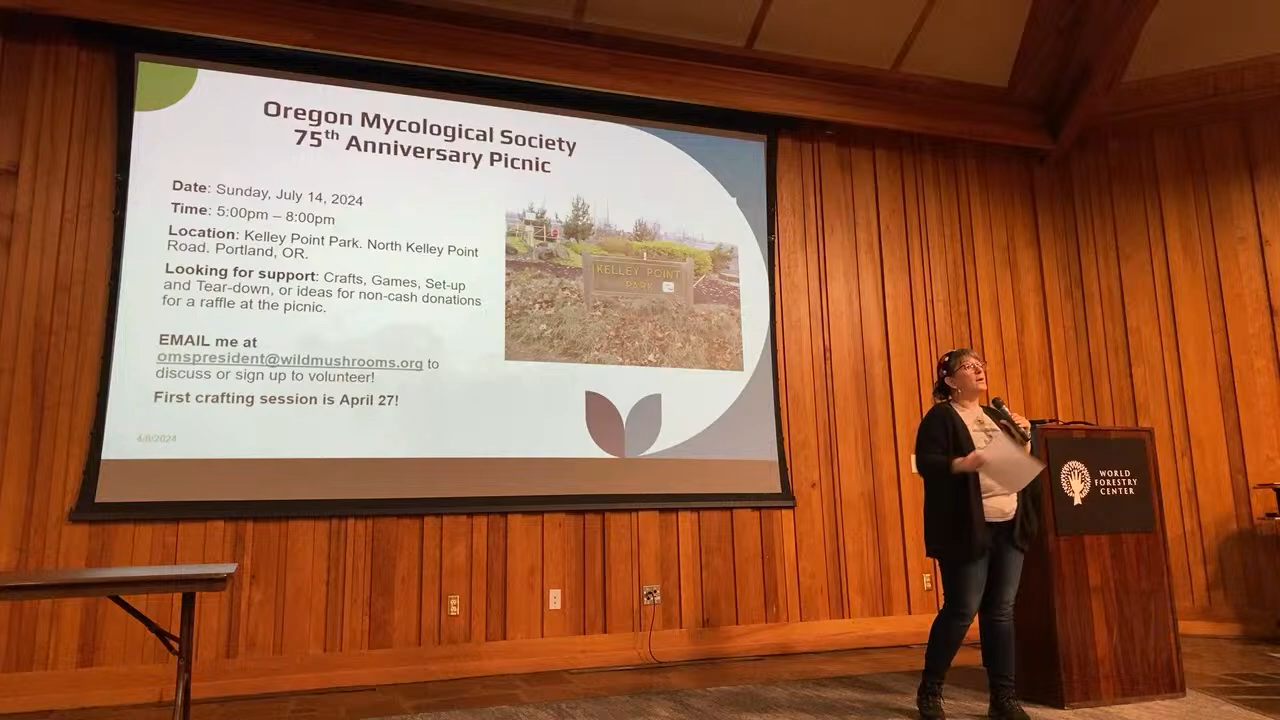 Oregon Mycological Society
75th Anniversary Picnic
Date: Sunday, July 14, 2024
Time: 5:00pm – 8:00pm
Location: Kelley Point Park. North Kelley Point
Road. Portland, OR.
Looking for support: Crafts, Games, Set-up
and Tear-down, or ideas for non-cash donations
for a raffle at the picnic.
EMAIL me at
omspresident@wildmushrooms.org to
discuss or sign up to volunteer!
First crafting session is April 27!
4/8/2024
KELLEY POINT
PARK
WORLD
FORESTRY
CENTER